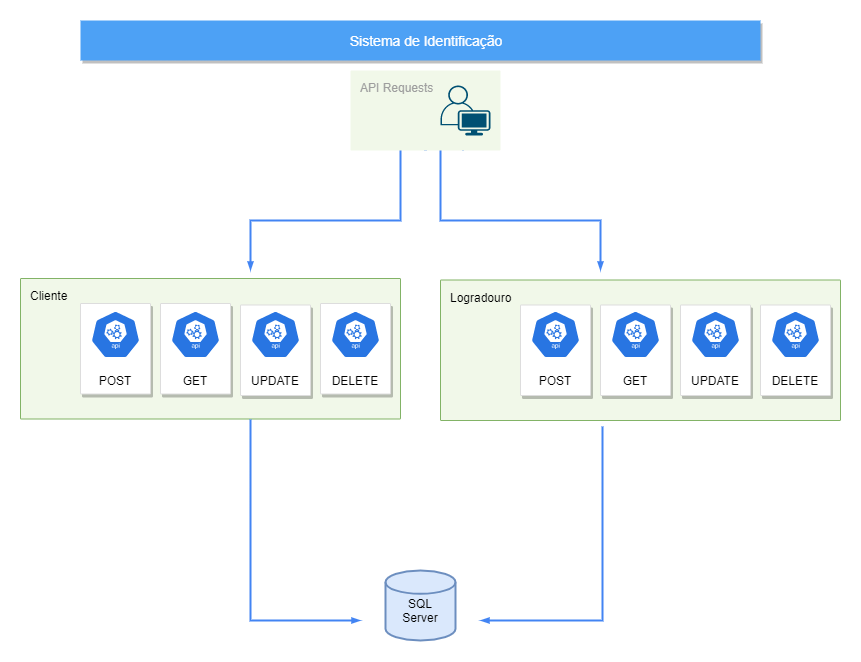 Sistema de Identificação
API Requests
Cliente
api
api
api
api
POST
GET
UPDATE
DELETE
Logradouro
api
api
api
api
POST
GET
UPDATE
DELETE
SQL
Server